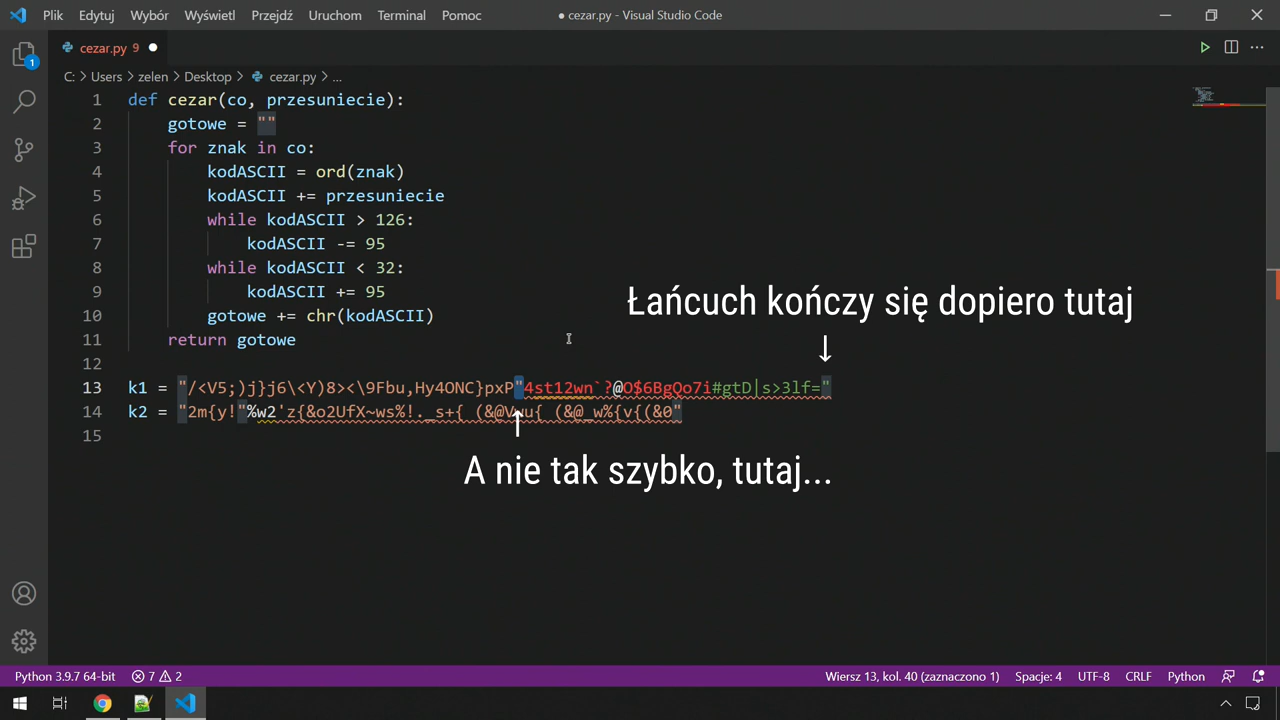 Plik Edytuj Wybór Wyświetl Przejdź Uruchom Terminal Pomoc ● cezar.py - Visual Studio Code
cezar.py 9 ●
C: > Users > zelen > Desktop > cezar.py > ...
1 def cezar(co, przesuniecie):
2 gotowe = ""
3 for znak in co:
4 kodASCII = ord(znak)
5 kodASCII += przesuniecie
6 while kodASCII > 126:
7 kodASCII -= 95
8 while kodASCII < 32:
9 kodASCII += 95
10 gotowe += chr(kodASCII)
11 return gotowe
12
Łańcuch kończy się dopiero tutaj
↓
13 k1 = "/<V5;)j}j6\<Y)8><\9Fbu,Hy4ONC}pxP"4st12wn`?@O$6BgQo7i#gtD|s>3lf="
14 k2 = "2m{y!"%w2'z{&o2UfX~ws%!._s+{_(&@Vwu{_(&@_w%{v{(&0"
15
↑
A nie tak szybko, tutaj...
1
Python 3.9.7 64-bit 7 2 Wiersz 13, kol. 40 (zaznaczono 1) Spacje: 4 UTF-8 CRLF Python